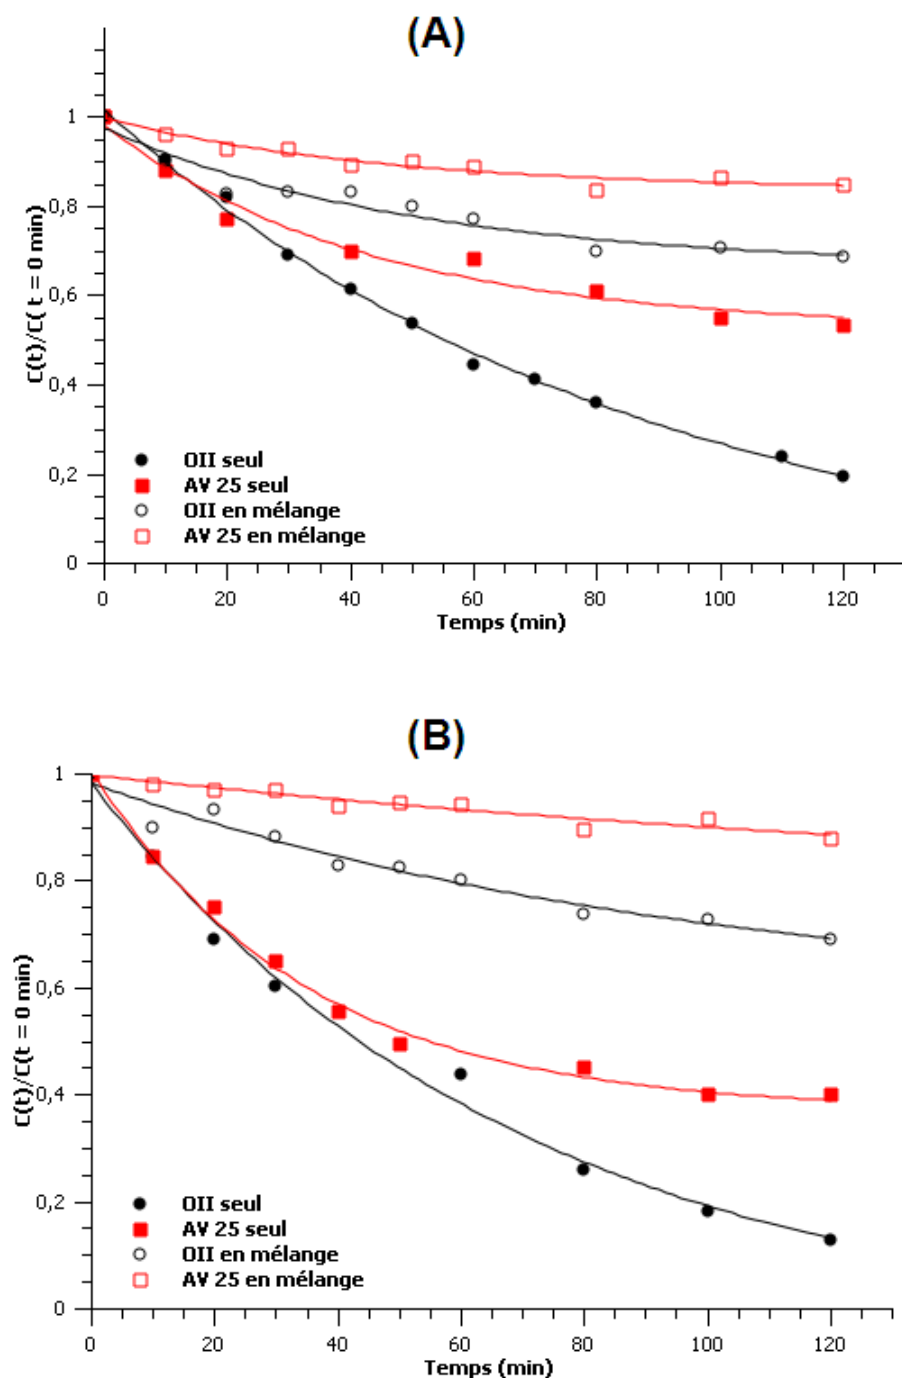 (A)
C(t)/C( t = 0 min)
1
0,8
0,6
0,4
0,2
0
OII seul
AV 25 seul
OII en mélange
AV 25 en mélange
0 20 40 60 80 100 120
Temps (min)
(B)
C(t)/C(t = 0 min)
1
0,8
0,6
0,4
0,2
0
OII seul
AV 25 seul
OII en mélange
AV 25 en mélange
0 20 40 60 80 100 120
Temps (min)